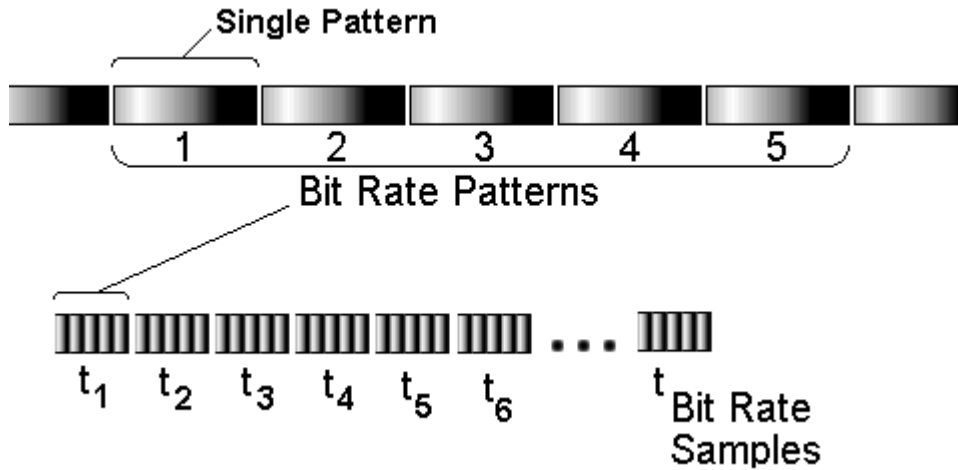 Single Pattern
1 2 3 4 5
Bit Rate Patterns
t1 t2 t3 t4 t5 t6 ... t Bit Rate
Samples